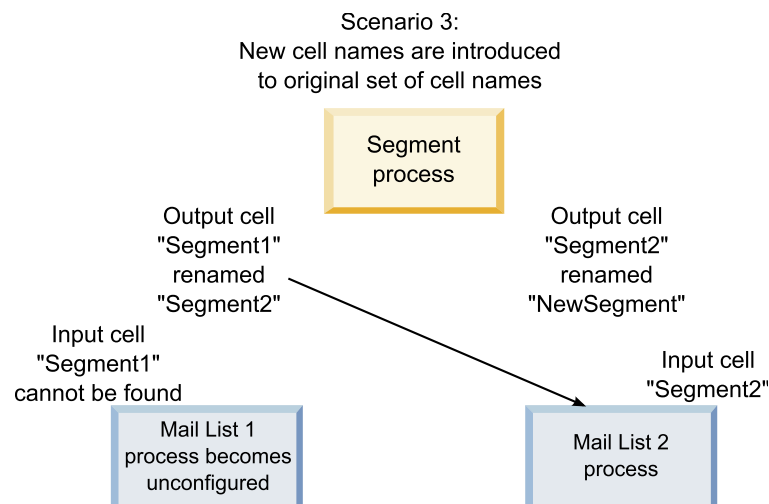 Scenario 3:
New cell names are introduced
to original set of cell names
Segment
process
Output cell
"Segment1"
renamed
"Segment2"
Output cell
"Segment2"
renamed
"NewSegment"
Input cell
"Segment1"
cannot be found
Input cell
"Segment2"
Mail List 1
process becomes
unconfigured
Mail List 2
process